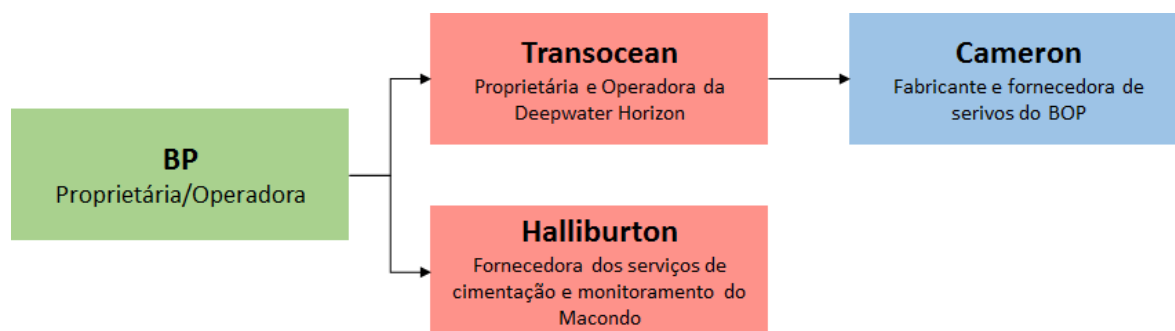 BP
Proprietária/Operadora
Transocean
Proprietária e Operadora da
Deepwater Horizon
Cameron
Fabricante e fornecedora de
serivos do BOP
Halliburton
Fornecedora dos serviços de
cimentação e monitoramento do
Macondo